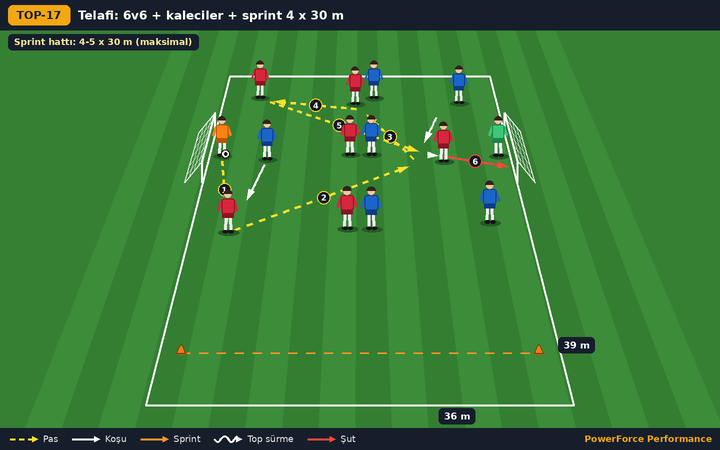 TOP-17 Telafi: 6v6 + kaleciler + sprint 4 x 30 m
Sprint hattı: 4-5 x 30 m (maksimal)
4
5
3
6
1
2
39 m
36 m
Pas Koşu Sprint Top sürme Şut PowerForce Performance